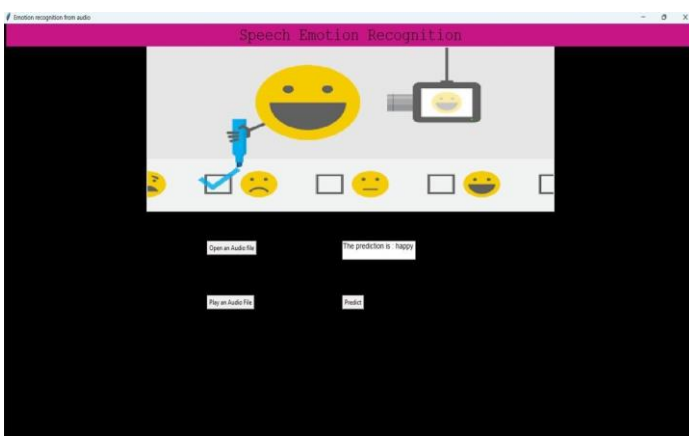 Emotion recognition from audio
Speech Emotion Recognition
Open an Audio file
The prediction is : happy
Play an Audio File
Predict